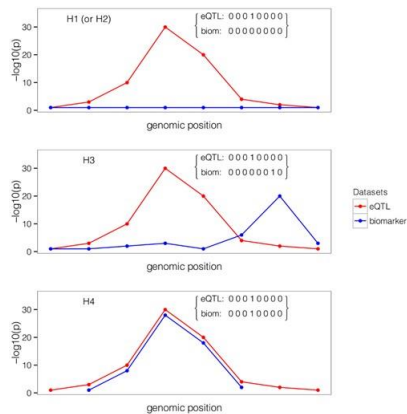 H1 (or H2)
eQTL: 0 0 0 1 0 0 0 0
biom: 0 0 0 0 0 0 0 0
−log10(p)
30
20
10
0
genomic position
H3
eQTL: 0 0 0 1 0 0 0 0
biom: 0 0 0 0 0 0 1 0
−log10(p)
30
20
10
0
genomic position
Datasets
eQTL
biomarker
H4
eQTL: 0 0 0 1 0 0 0 0
biom: 0 0 0 1 0 0 0 0
−log10(p)
30
20
10
0
genomic position